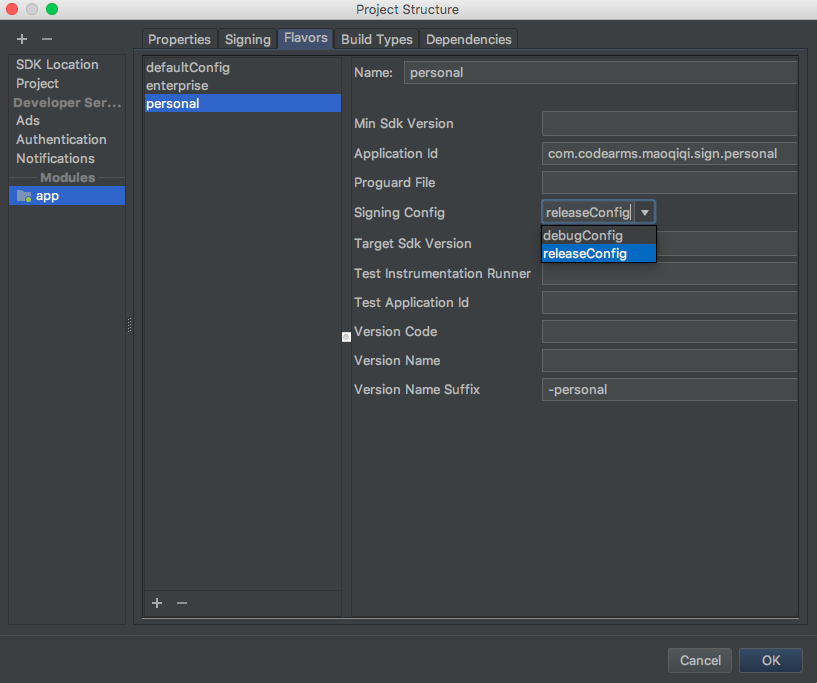 Project Structure
Properties Signing Flavors Build Types Dependencies
SDK Location
Project
Developer Ser...
Ads
Authentication
Notifications
Modules
app
defaultConfig
enterprise
personal
Name: personal
Min Sdk Version
Application Id com.codearms.maoqiqi.sign.personal
Proguard File
Signing Config releaseConfig
debugConfig
releaseConfig
Target Sdk Version
Test Instrumentation Runner
Test Application Id
Version Code
Version Name
Version Name Suffix -personal
Cancel OK